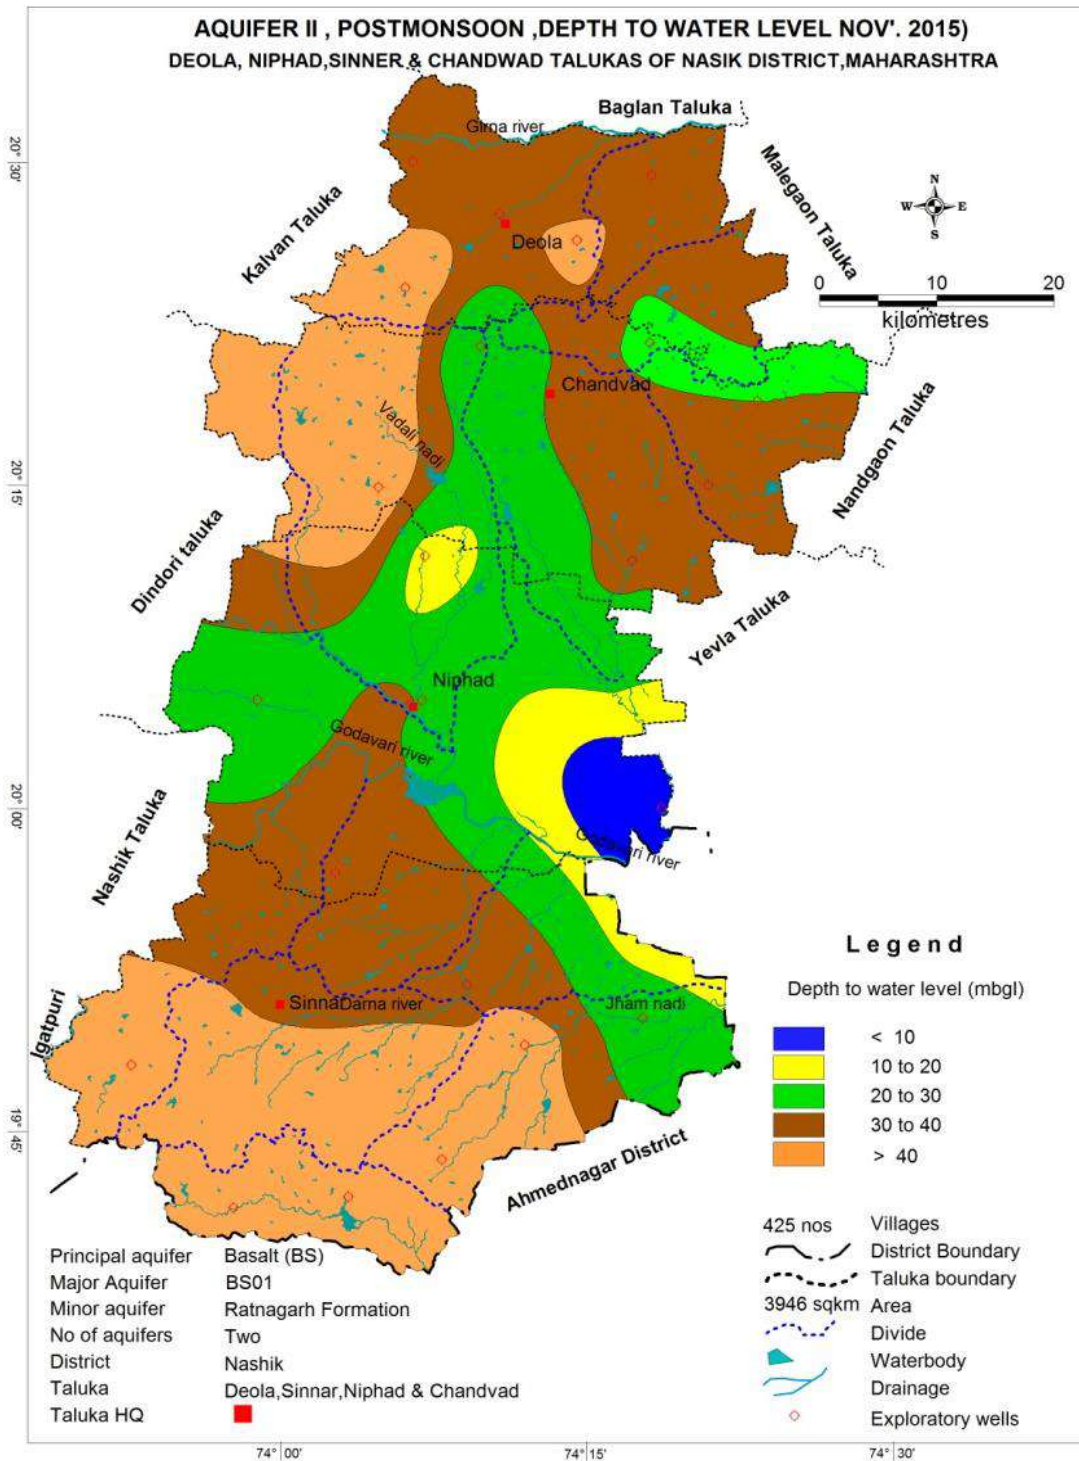 AQUIFER II , POSTMONSOON ,DEPTH TO WATER LEVEL NOV'. 2015)
DEOLA, NIPHAD,SINNER & CHANDWAD TALUKAS OF NASIK DISTRICT,MAHARASHTRA
Baglan Taluka
Girna river
20° 30'
Malegaon Taluka
Kalvan Taluka
N
W E
S
Deola
0 10 20
kilometres
Chandvad
Vadali nadi
Nandgaon Taluka
20° 15'
Dindori taluka
Yevla Taluka
Niphad
Godavari river
20° 00'
Nashik Taluka
Godavari river
Legend
Depth to water level (mbgl)
Igatpuri
SinnaDarna river
Jham nadi
< 10
10 to 20
20 to 30
30 to 40
> 40
19° 45'
Ahmednagar District
425 nos Villages
District Boundary
Taluka boundary
3946 sqkm Area
Divide
Waterbody
Drainage
Exploratory wells
Principal aquifer Basalt (BS)
Major Aquifer BS01
Minor aquifer Ratnagarh Formation
No of aquifers Two
District Nashik
Taluka Deola,Sinnar,Niphad & Chandvad
Taluka HQ
74° 00' 74° 15' 74° 30'